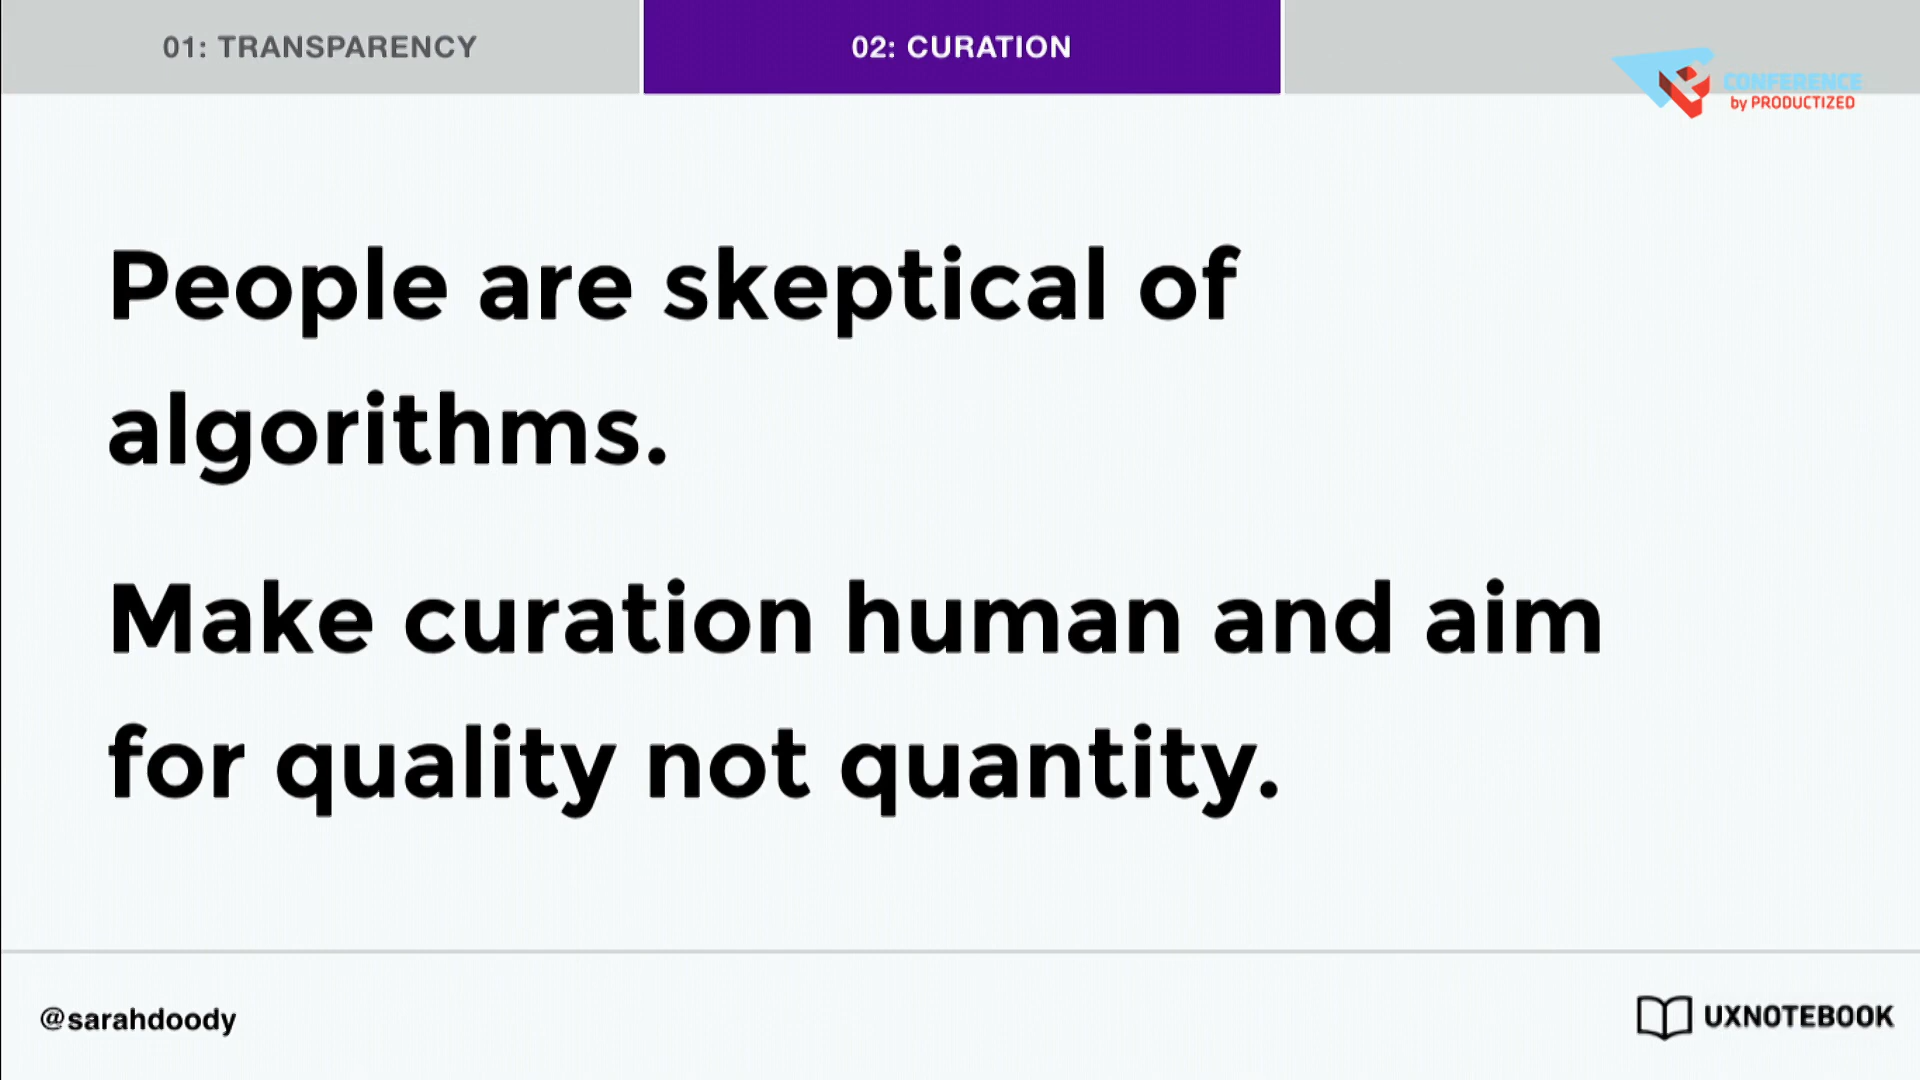 01: TRANSPARENCY
02: CURATION
CONFERENCE
by PRODUCTIZED
People are skeptical of
algorithms.
Make curation human and aim
for quality not quantity.
@sarahdoody
UXNOTEBOOK